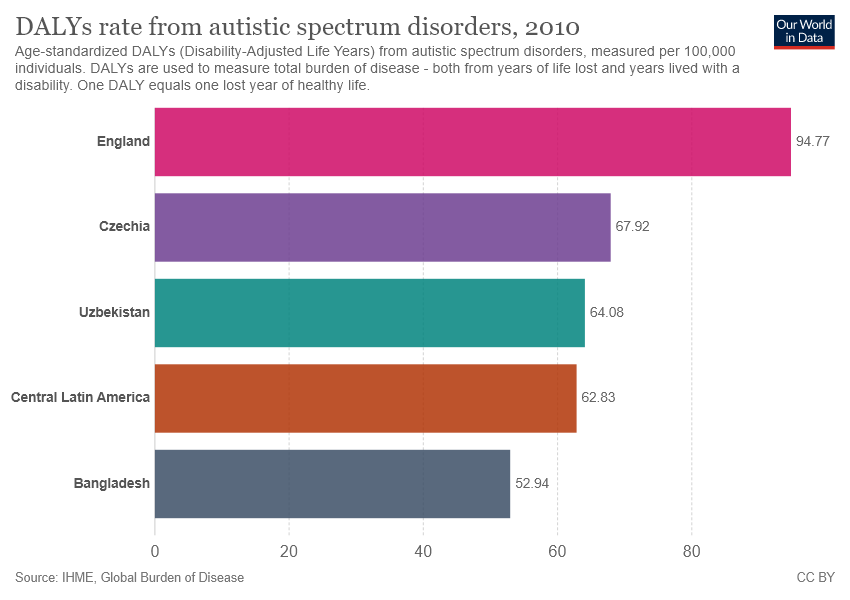 DALYs rate from autistic spectrum disorders, 2010
Our World
in Data
Age-standardized DALYs (Disability-Adjusted Life Years) from autistic spectrum disorders, measured per 100,000
individuals. DALYs are used to measure total burden of disease - both from years of life lost and years lived with a
disability. One DALY equals one lost year of healthy life.
England 94.77
Czechia 67.92
Uzbekistan 64.08
Central Latin America 62.83
Bangladesh 52.94
0 20 40 60 80
Source: IHME, Global Burden of Disease CC BY